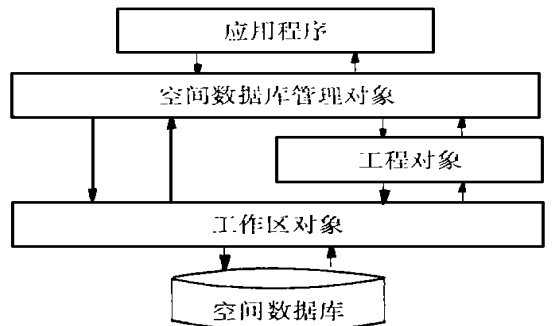 应用程序
空间数据库管理对象
工程对象
工作区对象
空间数据库